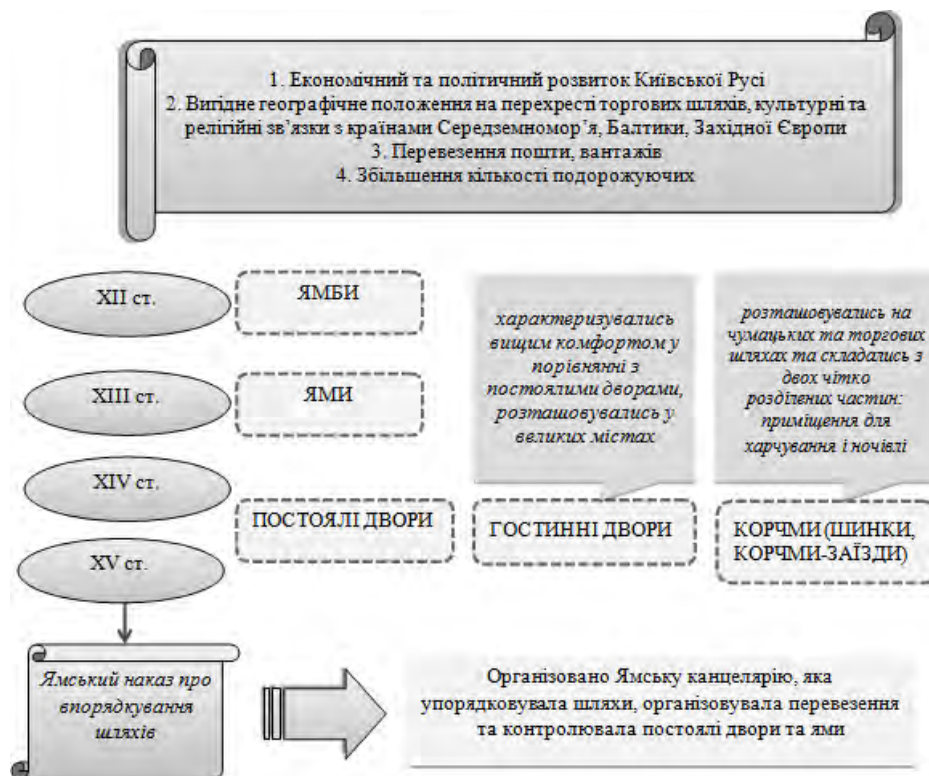 1. Економічний та політичний розвиток Київської Русі
2. Вигідне географічне положення на перехресті торгових шляхів, культурні та
релігійні зв’язки з країнами Середземномор’я, Балтики, Західної Європи
3. Перевезення пошти, вантажів
4. Збільшення кількості подорожуючих
XII ст.
ЯМБИ
XIII ст.
ЯМИ
XIV ст.
XV ст.
ПОСТОЯЛІ ДВОРИ
характеризувались
вищим комфортом у
порівнянні з
постоялими дворами,
розташовувались у
великих містах
ГОСТИННІ ДВОРИ
розташовувались на
чумацьких та торгових
шляхах та складались з
двох чітко
розділених частин:
приміщення для
харчування і ночівлі
КОРЧМИ (ШИНКИ,
КОРЧМИ-ЗАЇЗДИ)
Ямський наказ про
впорядкування
шляхів
Організовано Ямську канцелярію, яка
упорядковувала шляхи, організовувала перевезення
та контролювала постоялі двори та ями